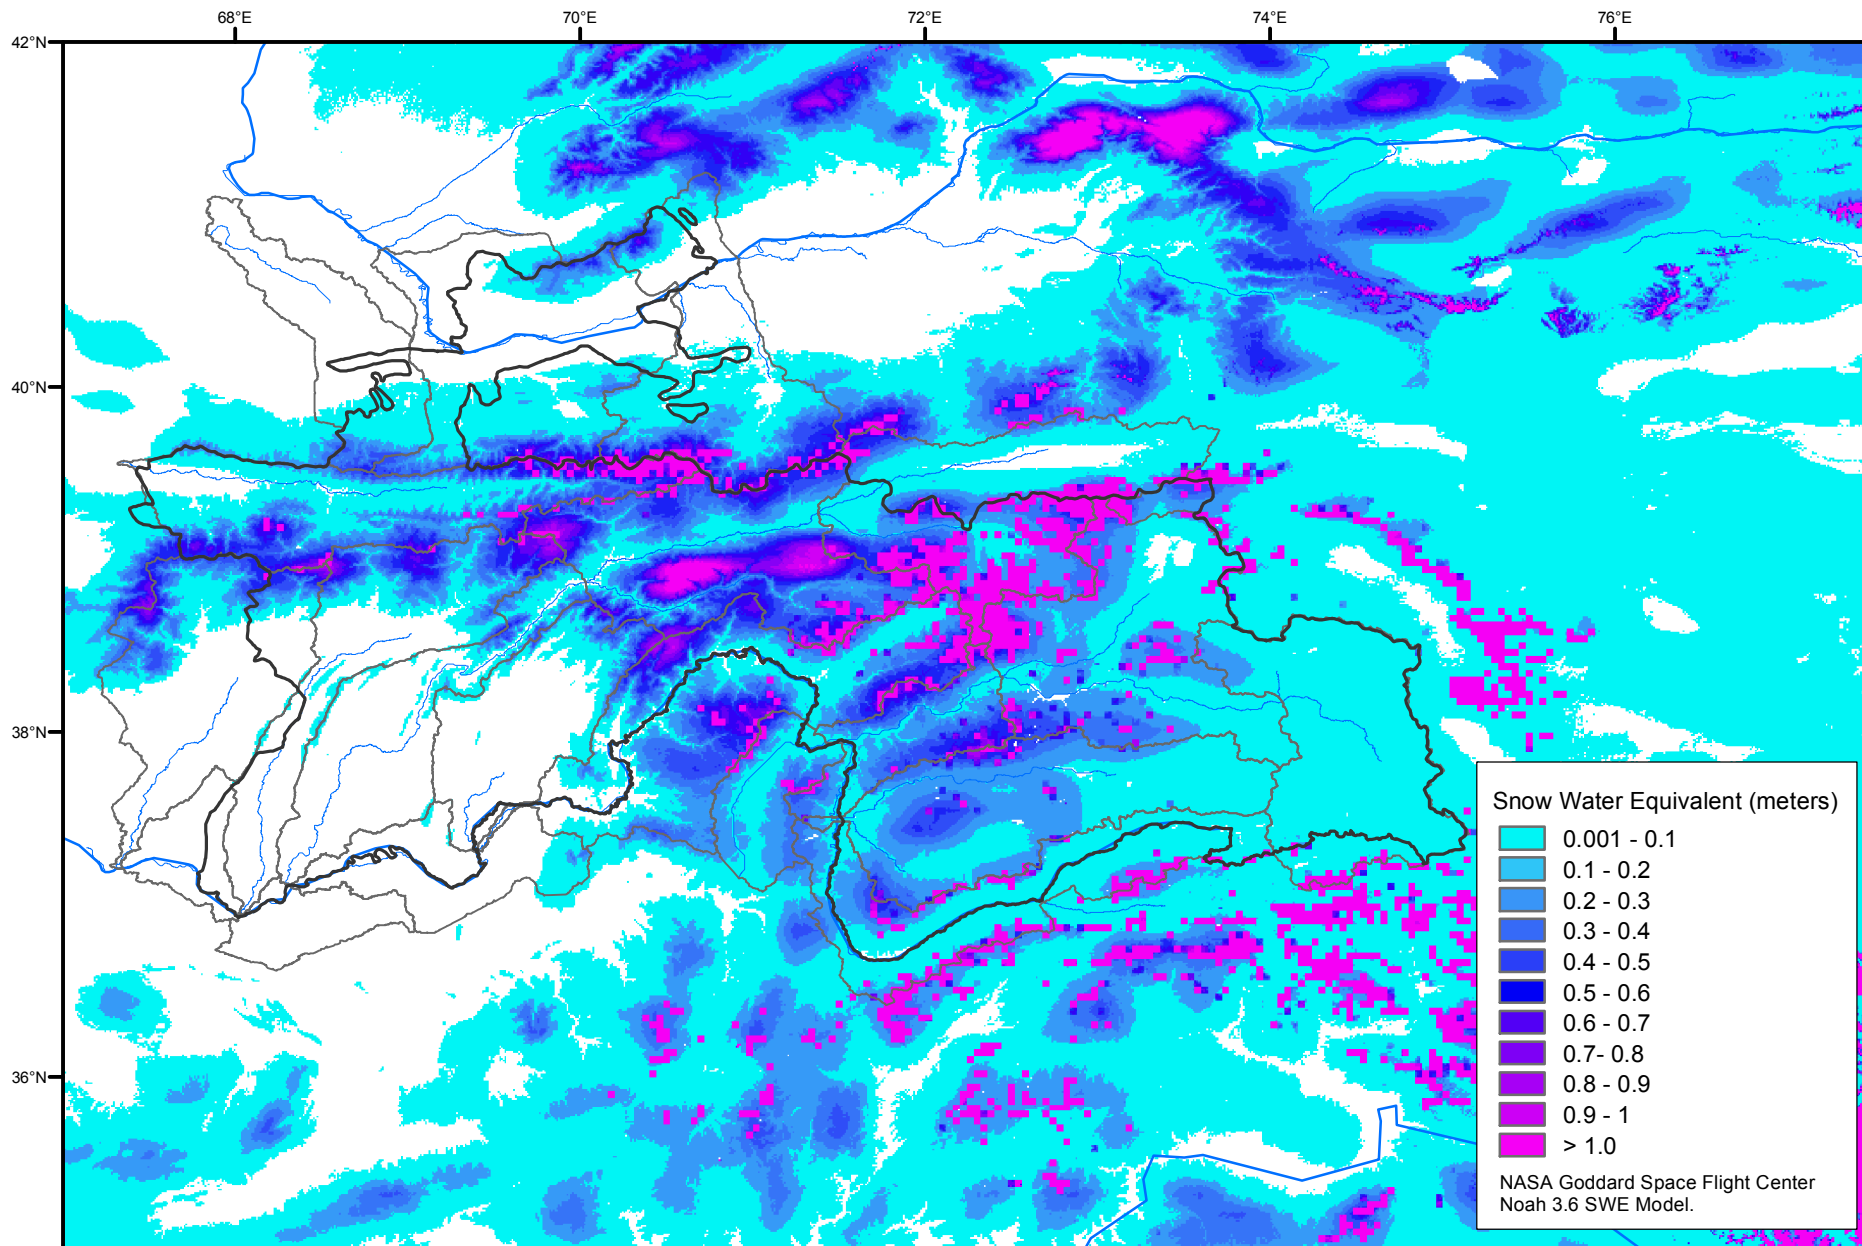 68°E
70°E
72°E
74°E
76°E
42°N
40°N
38°N
36°N
Snow Water Equivalent (meters)
0.001 - 0.1
0.1 - 0.2
0.2 - 0.3
0.3 - 0.4
0.4 - 0.5
0.5 - 0.6
0.6 - 0.7
0.7- 0.8
0.8 - 0.9
0.9 - 1
> 1.0
NASA Goddard Space Flight Center
Noah 3.6 SWE Model.